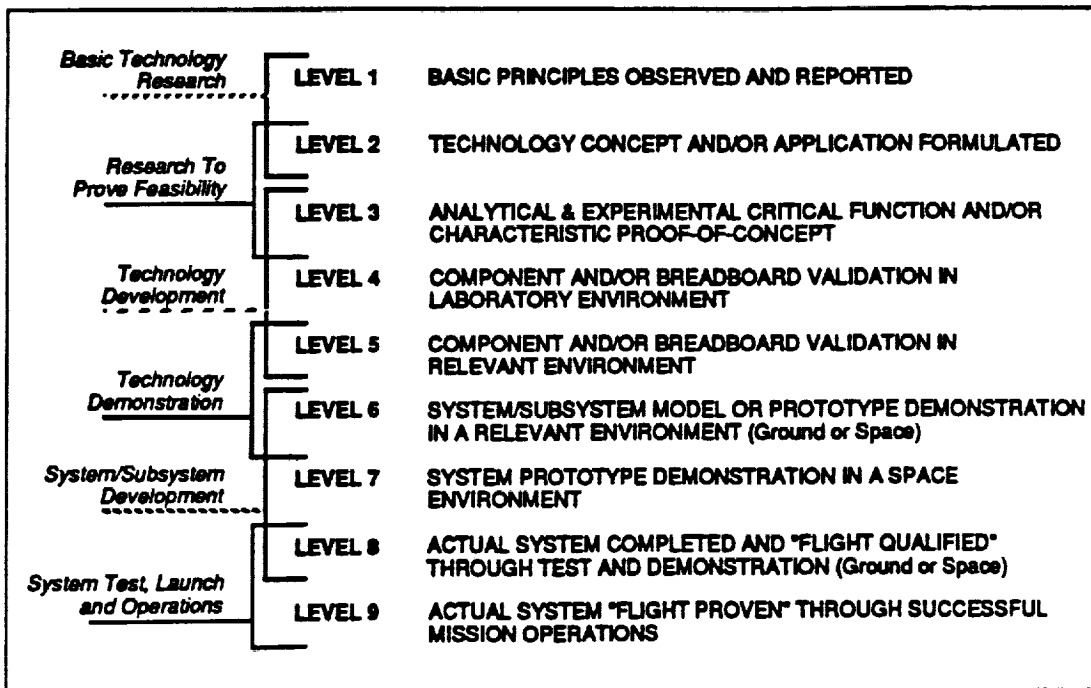 Basic Technology
Research
LEVEL 1 BASIC PRINCIPLES OBSERVED AND REPORTED
LEVEL 2 TECHNOLOGY CONCEPT AND/OR APPLICATION FORMULATED
Research To
Prove Feasibility
LEVEL 3 ANALYTICAL & EXPERIMENTAL CRITICAL FUNCTION AND/OR
CHARACTERISTIC PROOF-OF-CONCEPT
Technology
Development
LEVEL 4 COMPONENT AND/OR BREADBOARD VALIDATION IN
LABORATORY ENVIRONMENT
LEVEL 5 COMPONENT AND/OR BREADBOARD VALIDATION IN
RELEVANT ENVIRONMENT
Technology
Demonstration
LEVEL 6 SYSTEM/SUBSYSTEM MODEL OR PROTOTYPE DEMONSTRATION
IN A RELEVANT ENVIRONMENT (Ground or Space)
System/Subsystem
Development
LEVEL 7 SYSTEM PROTOTYPE DEMONSTRATION IN A SPACE
ENVIRONMENT
LEVEL 8 ACTUAL SYSTEM COMPLETED AND "FLIGHT QUALIFIED"
THROUGH TEST AND DEMONSTRATION (Ground or Space)
System Test, Launch
and Operations
LEVEL 9 ACTUAL SYSTEM "FLIGHT PROVEN" THROUGH SUCCESSFUL
MISSION OPERATIONS